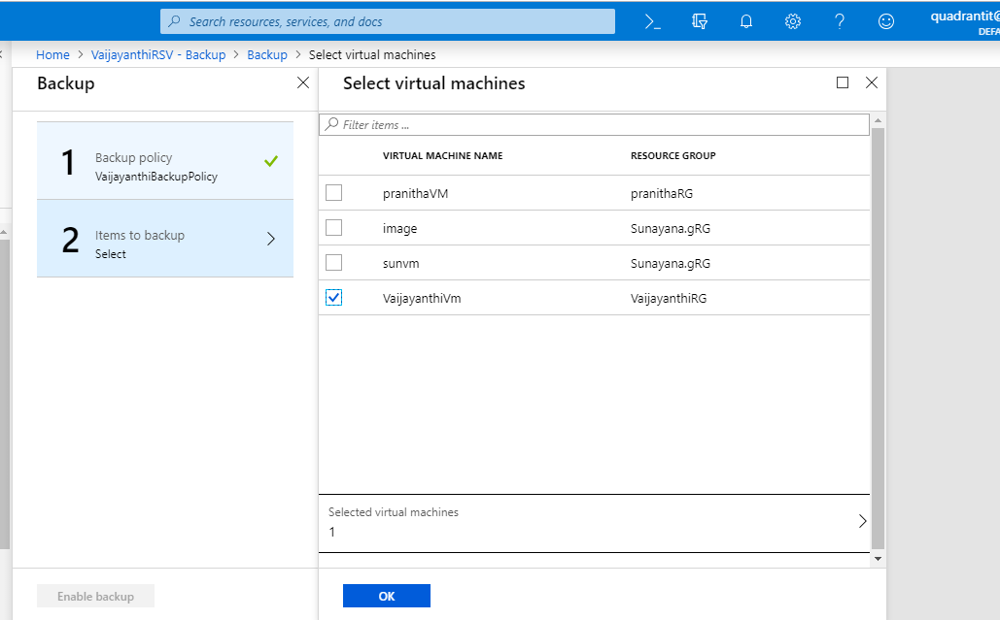 Search resources, services, and docs
quadrantit@
DEFA
Home > VaijayanthiRSV - Backup > Backup > Select virtual machines
Backup
1
Backup policy
VaijayanthiBackupPolicy
2
Items to backup
Select
Enable backup
Select virtual machines
Filter items ...
VIRTUAL MACHINE NAME RESOURCE GROUP
pranithaVM pranithaRG
image Sunayana.gRG
sunvm Sunayana.gRG
VaijayanthiVm VaijayanthiRG
Selected virtual machines
1
OK